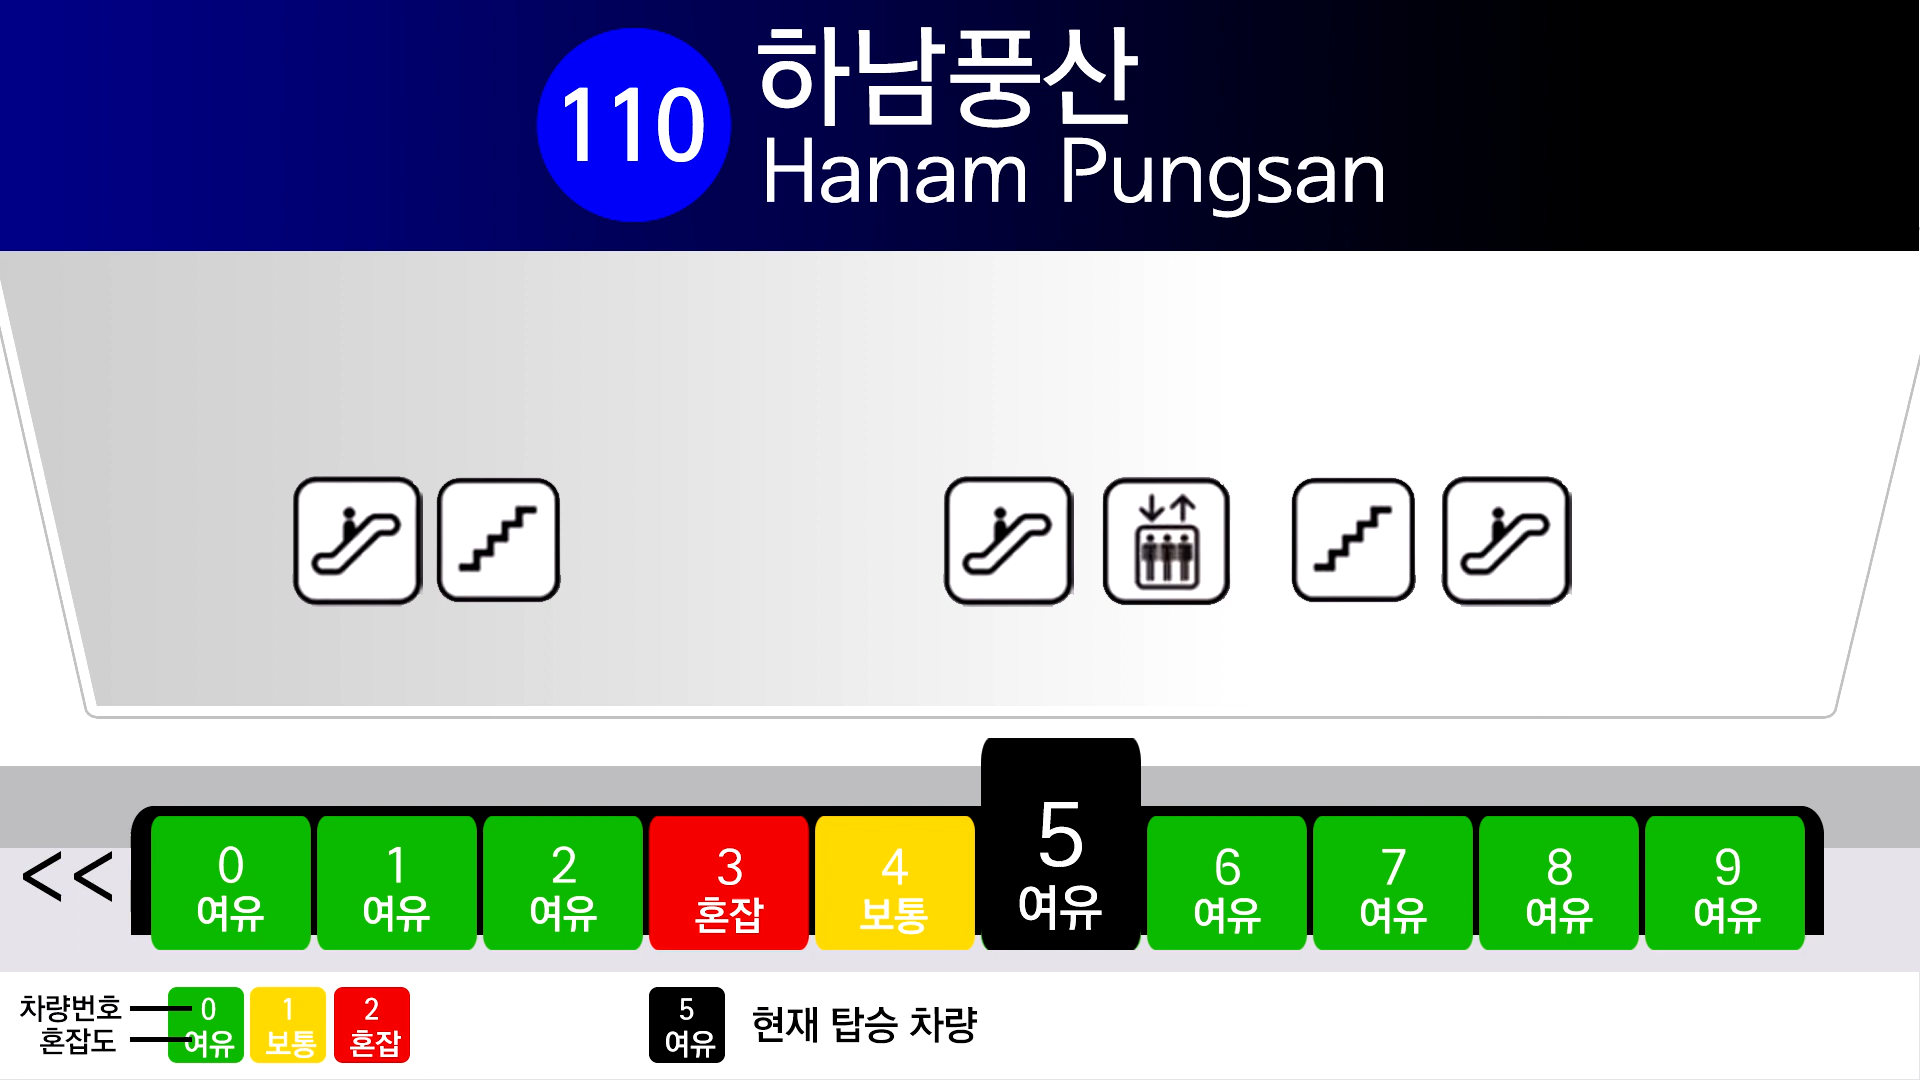 110
하남풍산
Hanam Pungsan
<<
0 여유
1 여유
2 여유
3 혼잡
4 보통
5 여유
6 여유
7 여유
8 여유
9 여유
차량번호
혼잡도
0 여유
1 보통
2 혼잡
5 여유
현재 탑승 차량